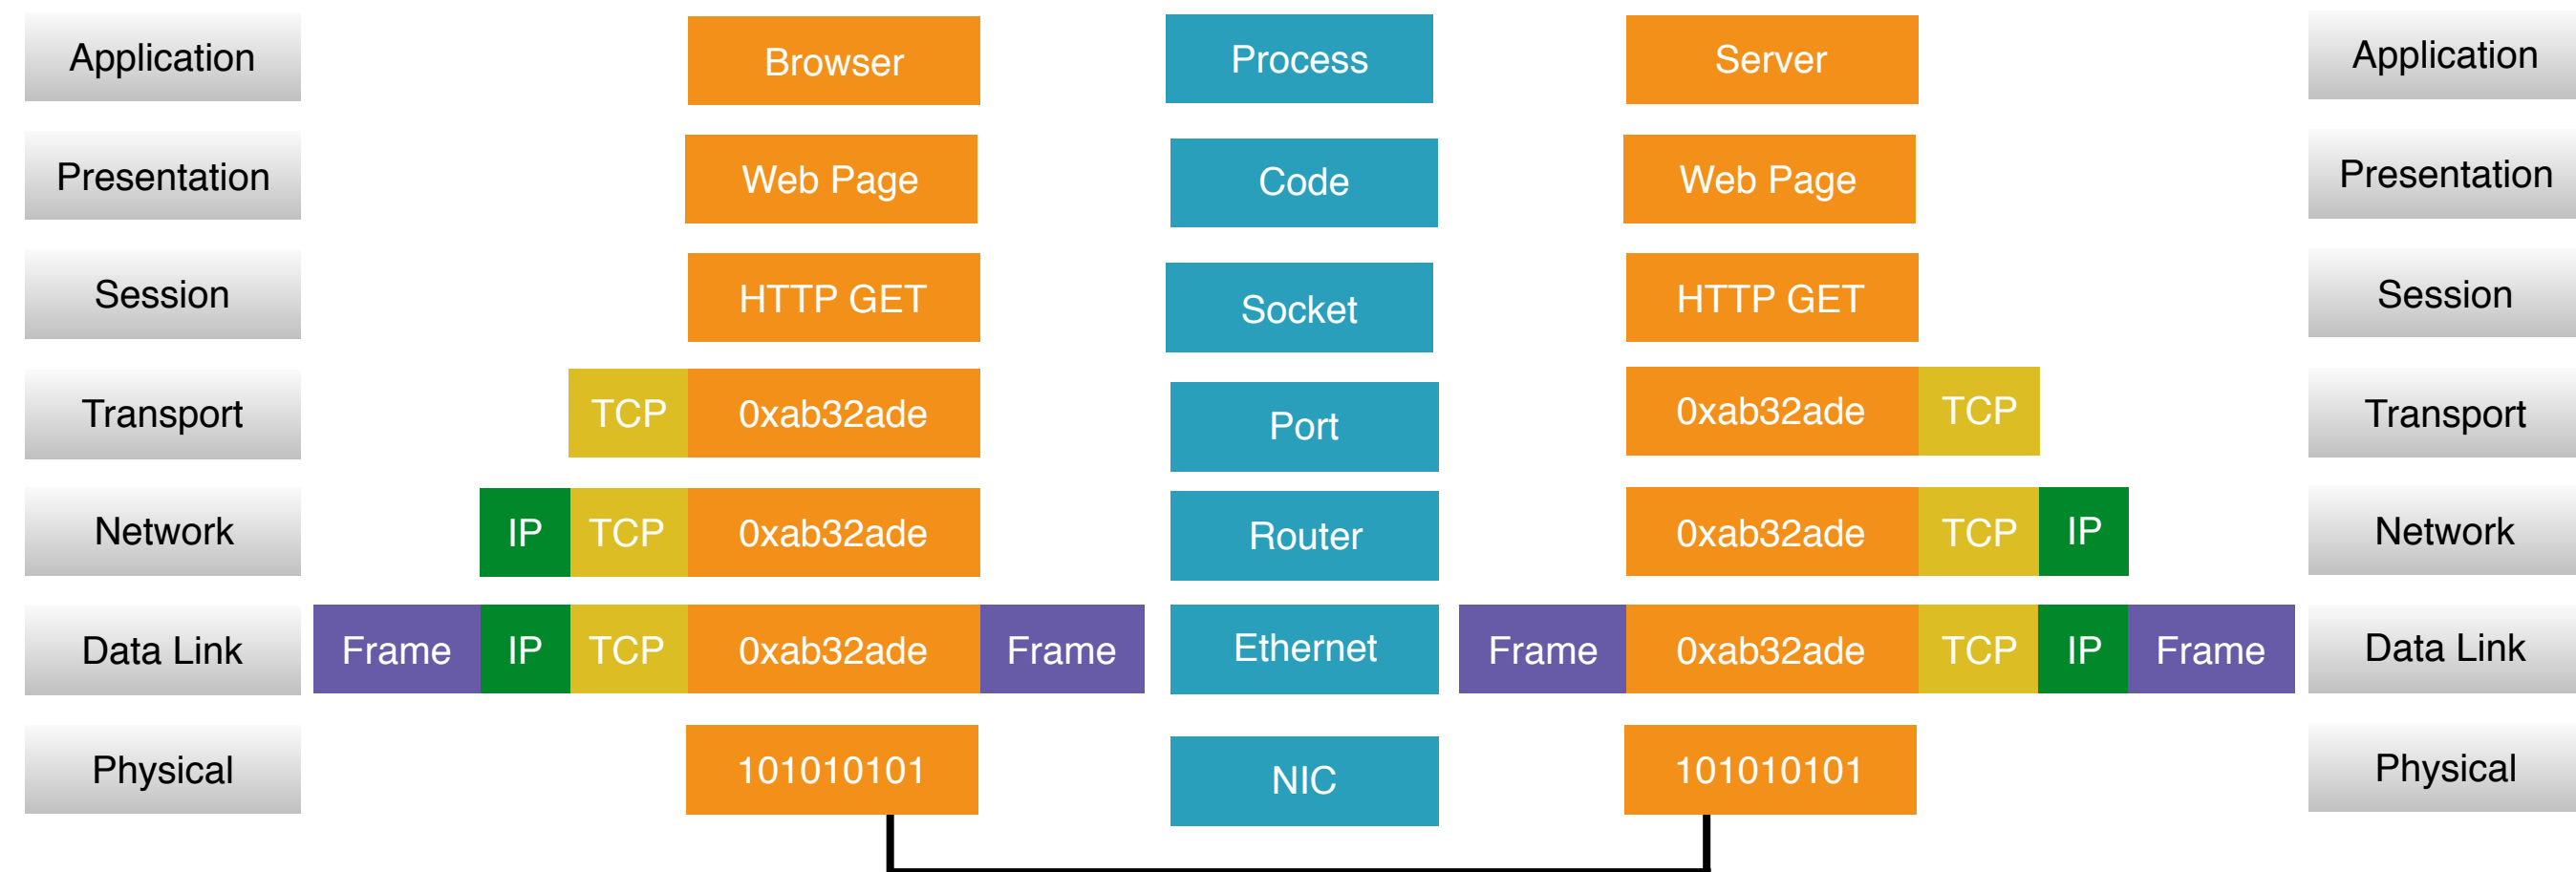 Application Browser Process Server Application
Presentation Web Page Code Web Page Presentation
Session HTTP GET Socket HTTP GET Session
Transport TCP 0xab32ade Port 0xab32ade TCP Transport
Network IP TCP 0xab32ade Router 0xab32ade TCP IP Network
Data Link Frame IP TCP 0xab32ade Frame Ethernet Frame 0xab32ade TCP IP Frame Data Link
Physical 101010101 NIC 101010101 Physical